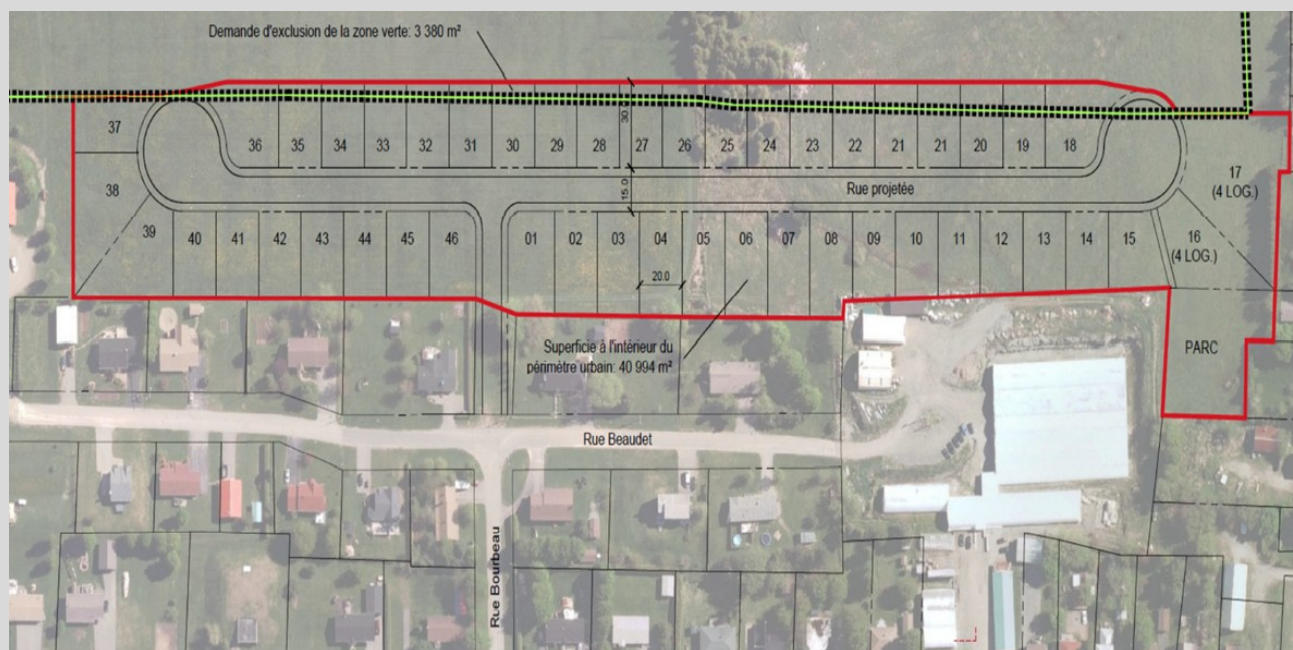 Demande d'exclusion de la zone verte: 3 380 m²
37
36 35 34 33 32 31 30 29 28 27 26 25 24 23 22 21 21 20 19 18
30.0
38
15.0
Rue projetée
17
(4 LOG.)
39 40 41 42 43 44 45 46 01 02 03 04 05 06 07 08 09 10 11 12 13 14 15
16
(4 LOG.)
20.0
Superficie à l'intérieur du
périmètre urbain: 40 994 m²
PARC
Rue Beaudet
Rue Bourbeau